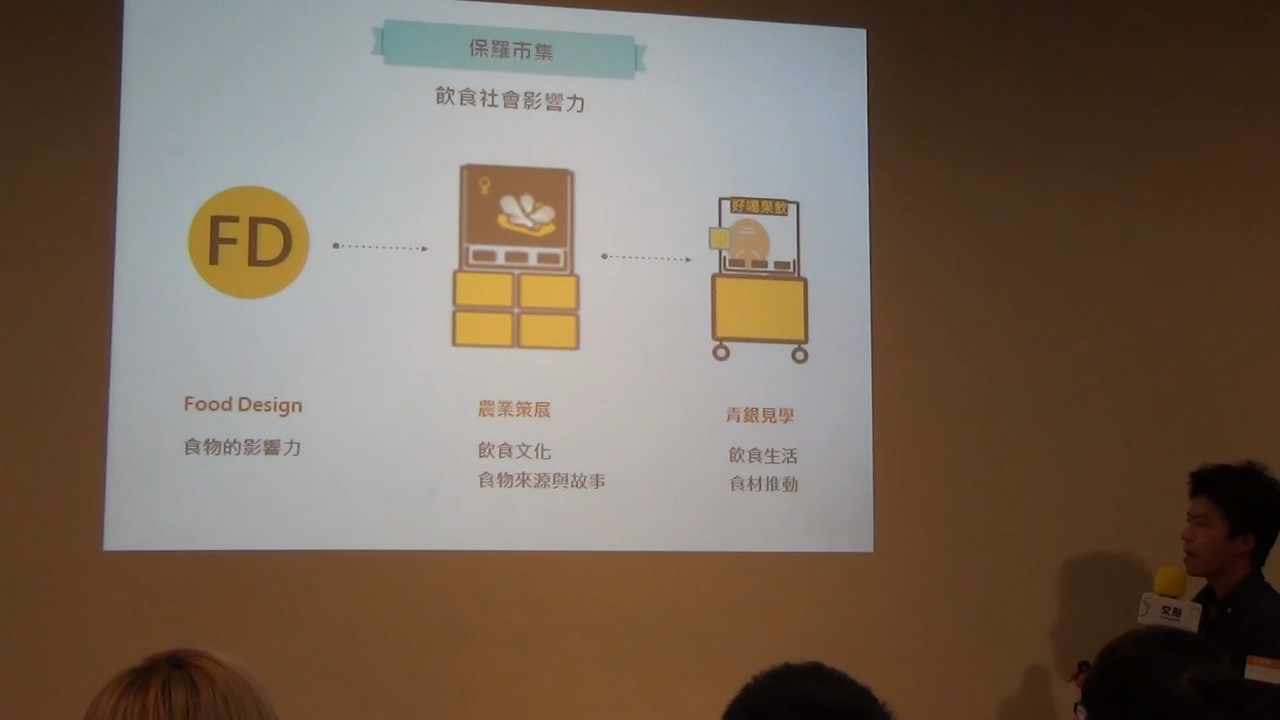 保羅市集
飲食社會影響力
FD
好喝果飲
Food Design
食物的影響力
農業策展
飲食文化
食物來源與故事
青銀見學
飲食生活
食材推動
交點